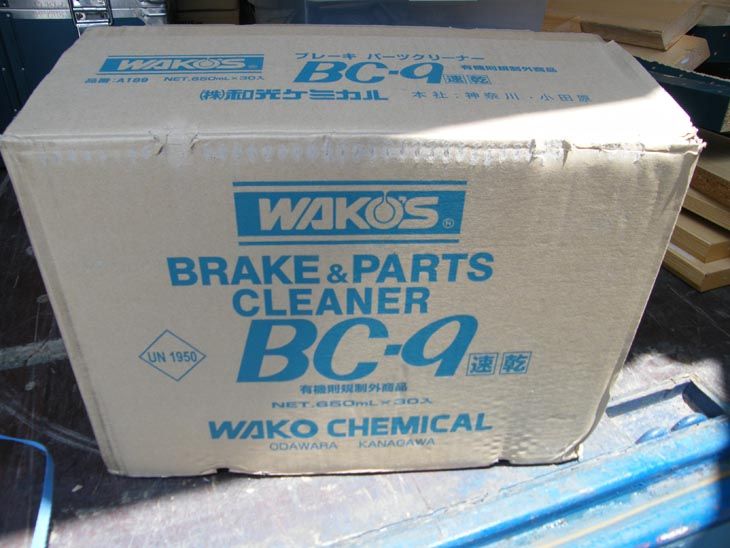 WAKO'S®
品番:A189 NET.650mL×30入
ブレーキ パーツクリーナー
BC-9 速乾 有機則規制外商品
(株)和光ケミカル 本社:神奈川・小田原
WAKO'S®
BRAKE & PARTS
CLEANER
UN 1950
BC-9 速乾
有機則規制外商品
NET.650mL×30入
WAKO CHEMICAL
ODAWARA KANAGAWA